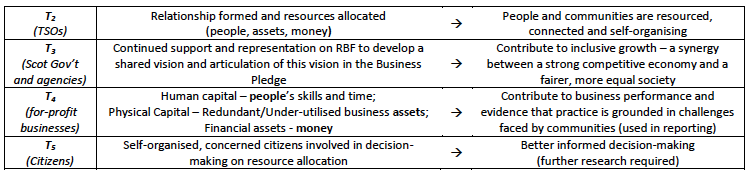 T₂
(TSOs)
Relationship formed and resources allocated
(people, assets, money)
→
People and communities are resourced,
connected and self-organising
T₃
(Scot Gov't
and agencies)
Continued support and representation on RBF to develop a
shared vision and articulation of this vision in the Business
Pledge
→
Contribute to inclusive growth – a synergy
between a strong competitive economy and a
fairer, more equal society
T₄
(for-profit
businesses)
Human capital – people's skills and time;
Physical Capital – Redundant/Under-utilised business assets;
Financial assets - money
→
Contribute to business performance and
evidence that practice is grounded in challenges
faced by communities (used in reporting)
T₅
(Citizens)
Self-organised, concerned citizens involved in decision-
making on resource allocation
→
Better informed decision-making
(further research required)